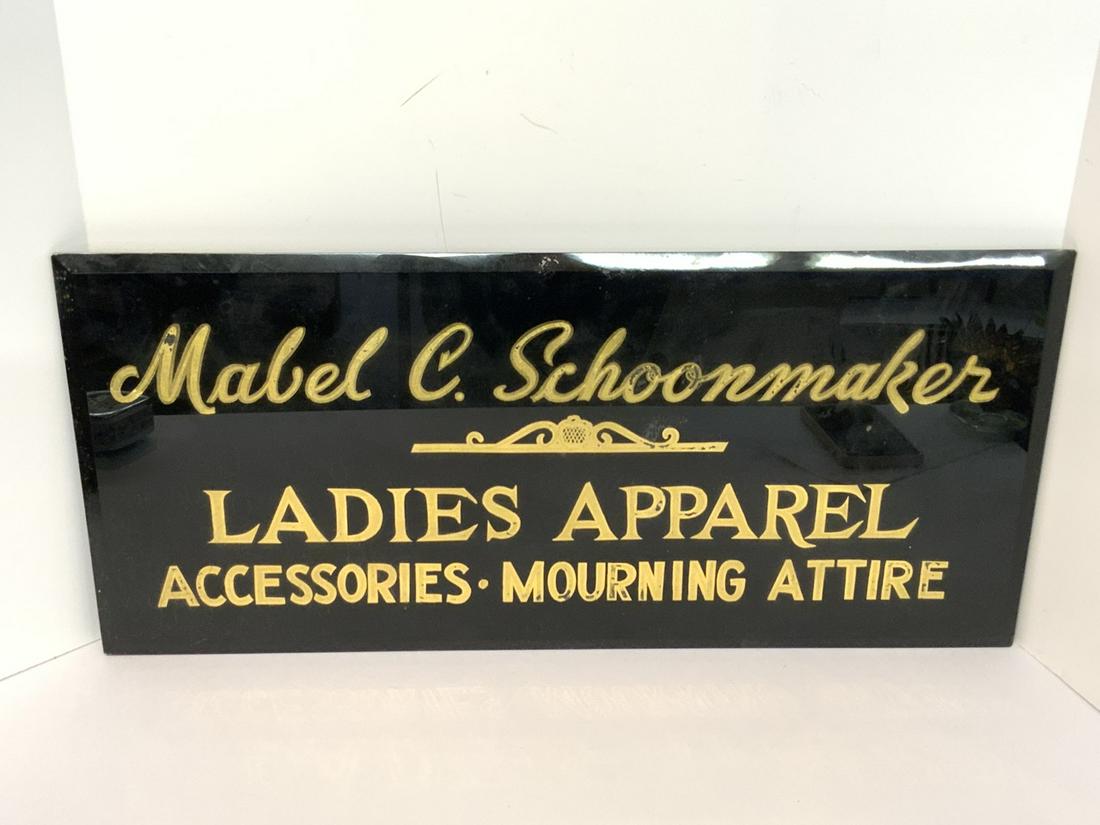 Mabel C. Schoonmaker
LADIES APPAREL
ACCESSORIES · MOURNING ATTIRE